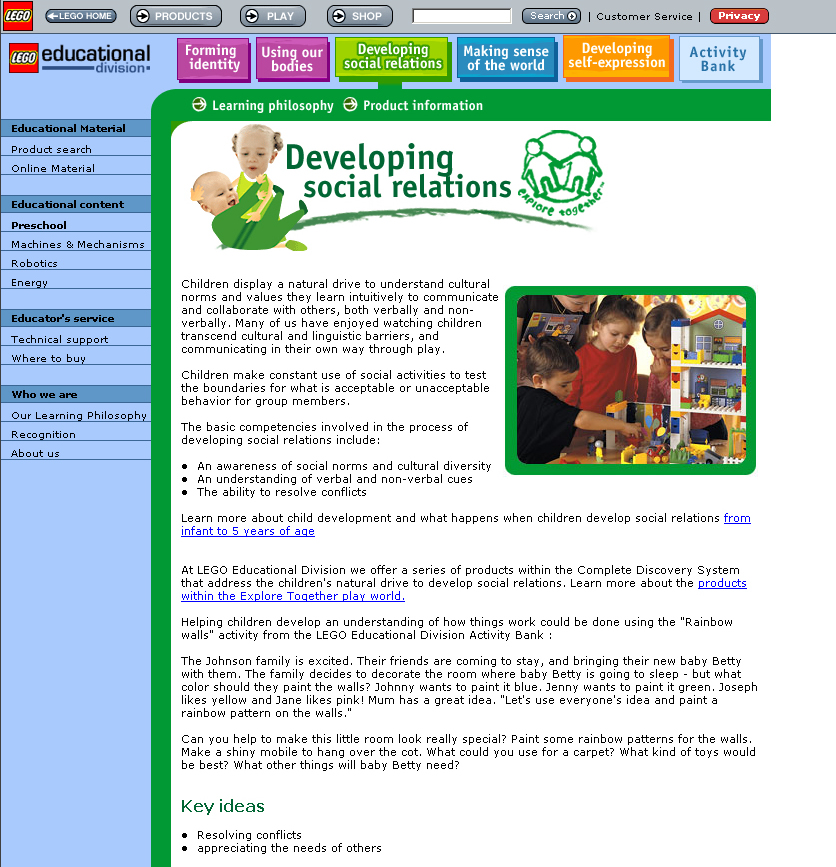 LEGO LEGO HOME PRODUCTS PLAY SHOP Search | Customer Service | Privacy
LEGO educational division.
Forming identity
Using our bodies
Developing social relations
Making sense of the world
Developing self-expression
Activity Bank
Learning philosophy Product information
Educational Material
Product search
Online Material
Educational content
Preschool
Machines & Mechanisms
Robotics
Energy
Educator's service
Technical support
Where to buy
Who we are
Our Learning Philosophy
Recognition
About us
Developing
social relations
explore together...
Children display a natural drive to understand cultural
norms and values they learn intuitively to communicate
and collaborate with others, both verbally and non-
verbally. Many of us have enjoyed watching children
transcend cultural and linguistic barriers, and
communicating in their own way through play.
Children make constant use of social activities to test
the boundaries for what is acceptable or unacceptable
behavior for group members.
The basic competencies involved in the process of
developing social relations include:
● An awareness of social norms and cultural diversity
● An understanding of verbal and non-verbal cues
● The ability to resolve conflicts
Learn more about child development and what happens when children develop social relations from
infant to 5 years of age
At LEGO Educational Division we offer a series of products within the Complete Discovery System
that address the children's natural drive to develop social relations. Learn more about the products
within the Explore Together play world.
Helping children develop an understanding of how things work could be done using the "Rainbow
walls" activity from the LEGO Educational Division Activity Bank :
The Johnson family is excited. Their friends are coming to stay, and bringing their new baby Betty
with them. The family decides to decorate the room where baby Betty is going to sleep - but what
color should they paint the walls? Johnny wants to paint it blue. Jenny wants to paint it green. Joseph
likes yellow and Jane likes pink! Mum has a great idea. "Let's use everyone's idea and paint a
rainbow pattern on the walls."
Can you help to make this little room look really special? Paint some rainbow patterns for the walls.
Make a shiny mobile to hang over the cot. What could you use for a carpet? What kind of toys would
be best? What other things will baby Betty need?
Key ideas
● Resolving conflicts
● appreciating the needs of others